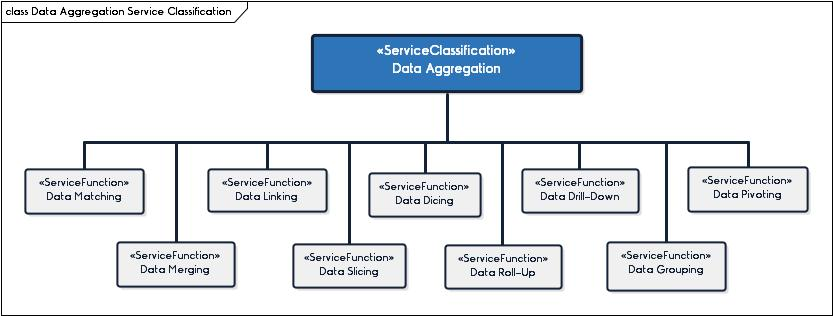 class Data Aggregation Service Classification
«ServiceClassification»
Data Aggregation
«ServiceFunction»
Data Matching
«ServiceFunction»
Data Linking
«ServiceFunction»
Data Dicing
«ServiceFunction»
Data Drill-Down
«ServiceFunction»
Data Pivoting
«ServiceFunction»
Data Merging
«ServiceFunction»
Data Slicing
«ServiceFunction»
Data Roll-Up
«ServiceFunction»
Data Grouping